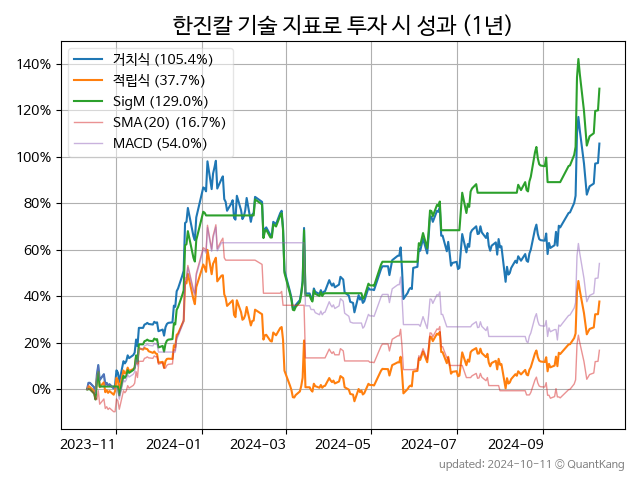 한진칼 기술 지표로 투자 시 성과 (1년)
거치식 (105.4%)
적립식 (37.7%)
SigM (129.0%)
SMA(20) (16.7%)
MACD (54.0%)
140%
120%
100%
80%
60%
40%
20%
0%
2023-11 2024-01 2024-03 2024-05 2024-07 2024-09
updated: 2024-10-11 © QuantKang